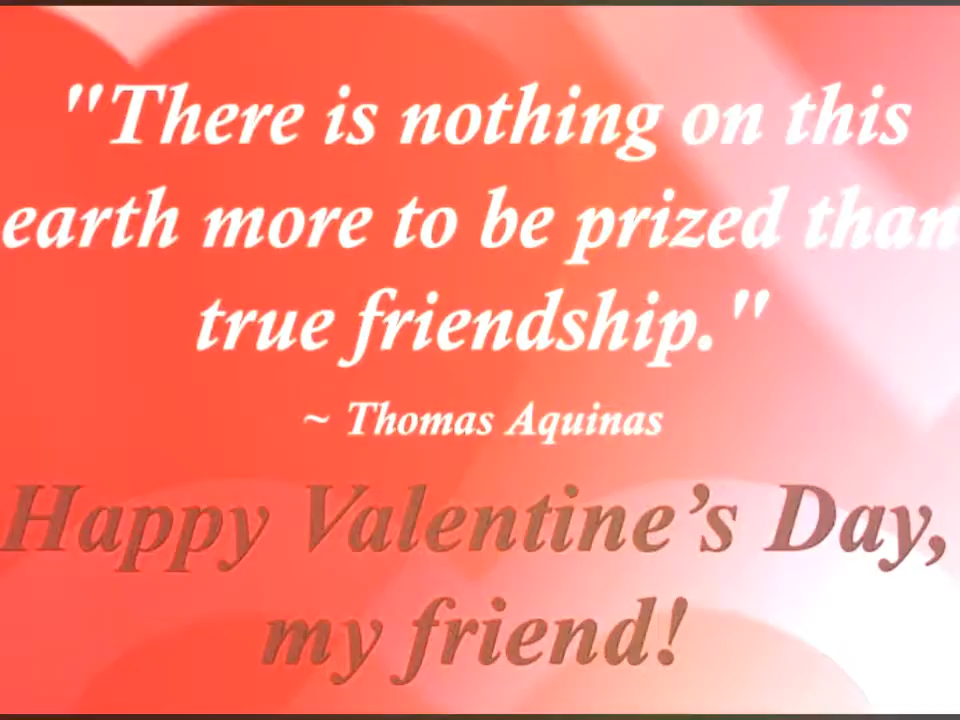 "There is nothing on this
earth more to be prized than
true friendship."
~ Thomas Aquinas
Happy Valentine’s Day,
my friend!